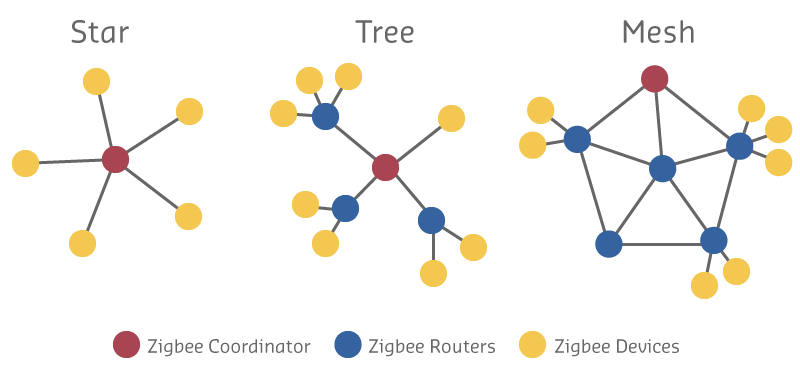 Star
Tree
Mesh
Zigbee Coordinator
Zigbee Routers
Zigbee Devices